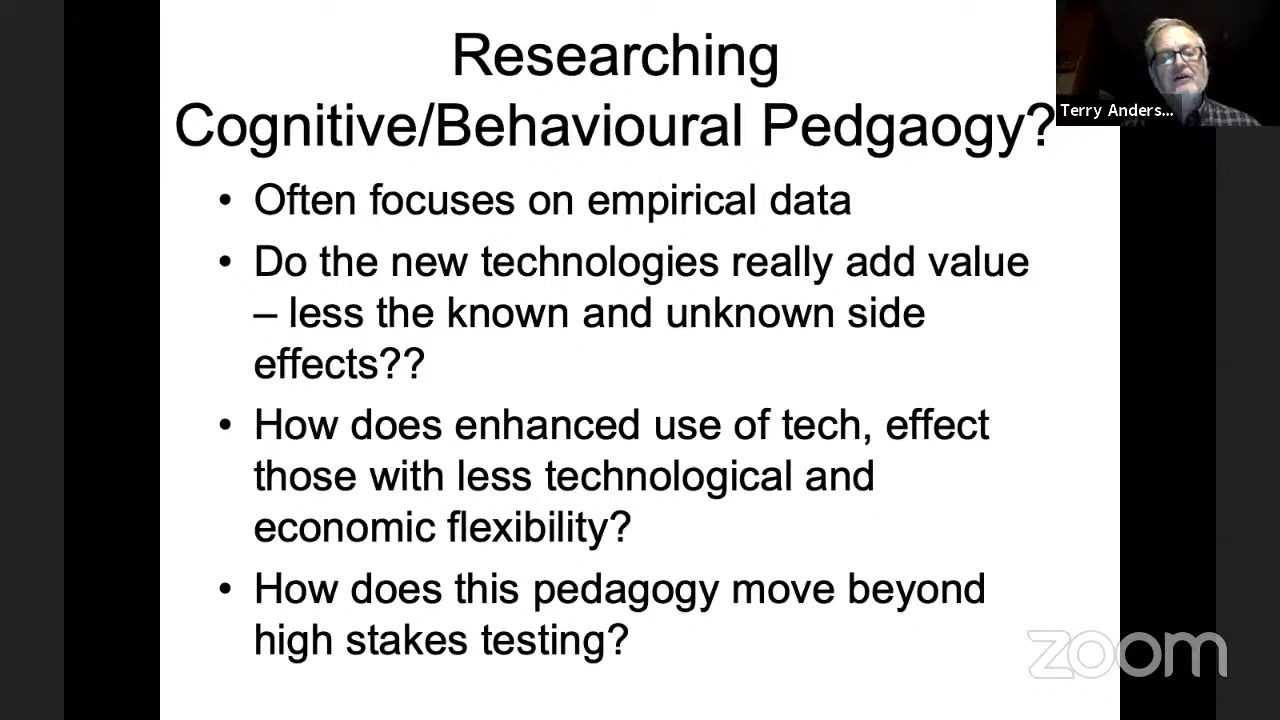 Researching
Cognitive/Behavioural Pedgaogy?
Terry Anders...
• Often focuses on empirical data
• Do the new technologies really add value
– less the known and unknown side
effects??
• How does enhanced use of tech, effect
those with less technological and
economic flexibility?
• How does this pedagogy move beyond
high stakes testing?
zoom